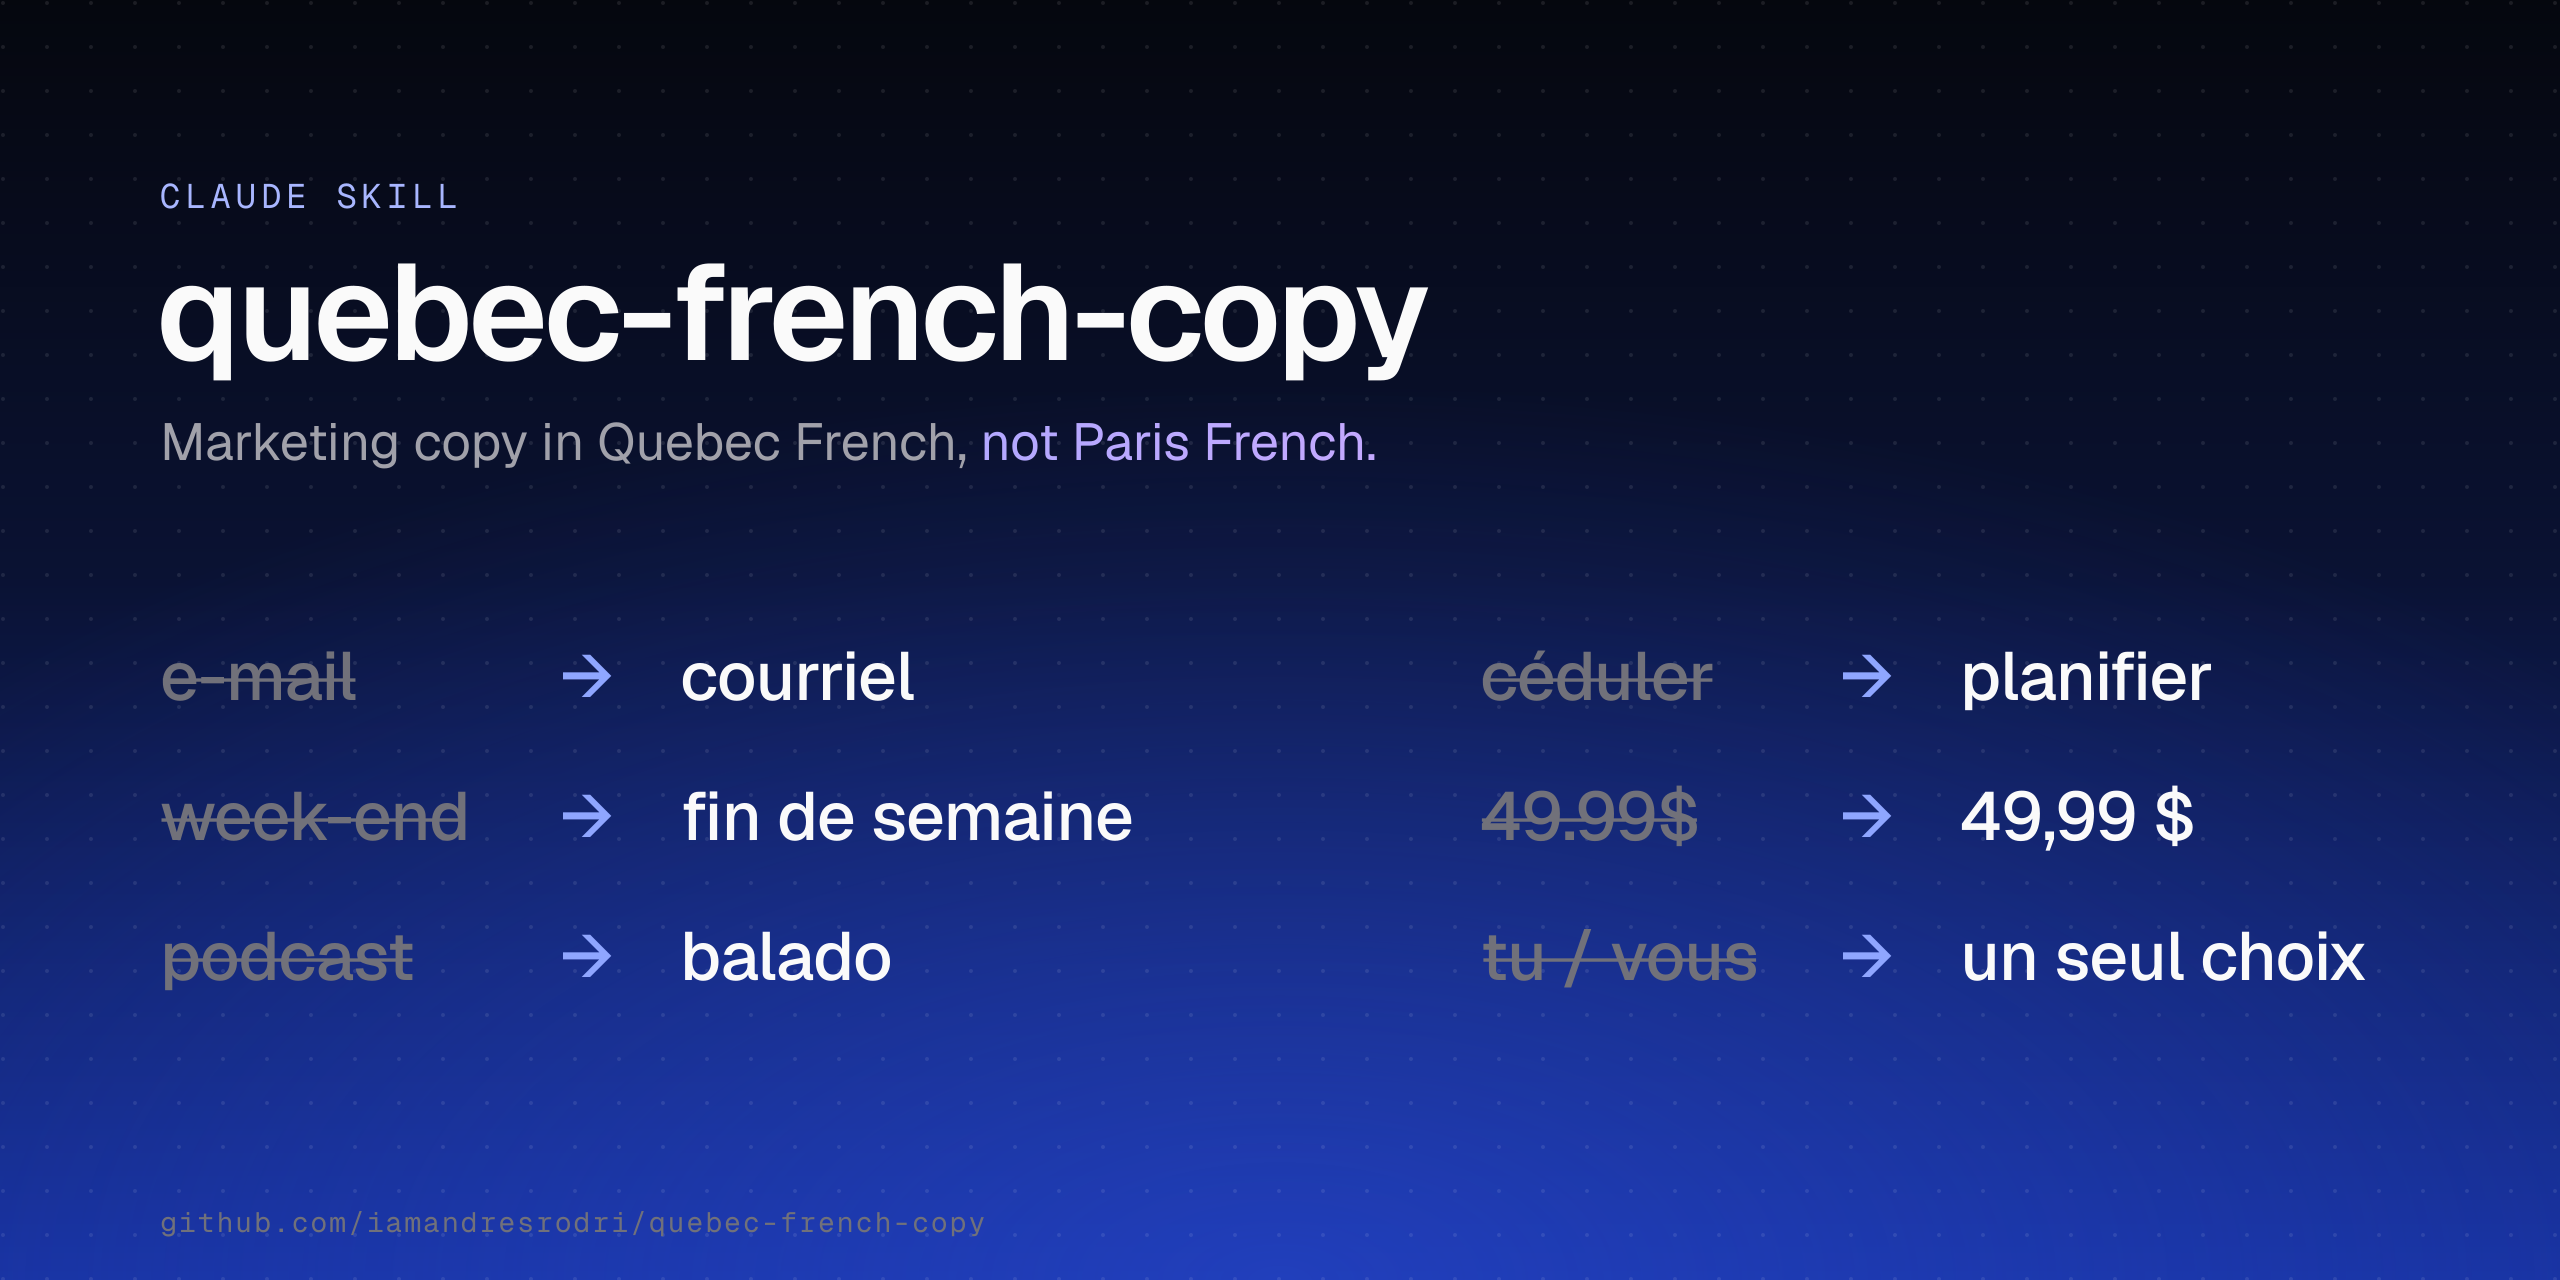 CLAUDE SKILL
quebec-french-copy
Marketing copy in Quebec French, not Paris French.
e-mail → courriel
céduler → planifier
week-end → fin de semaine
49.99$ → 49,99 $
podcast → balado
tu / vous → un seul choix
github.com/iamandresrodri/quebec-french-copy